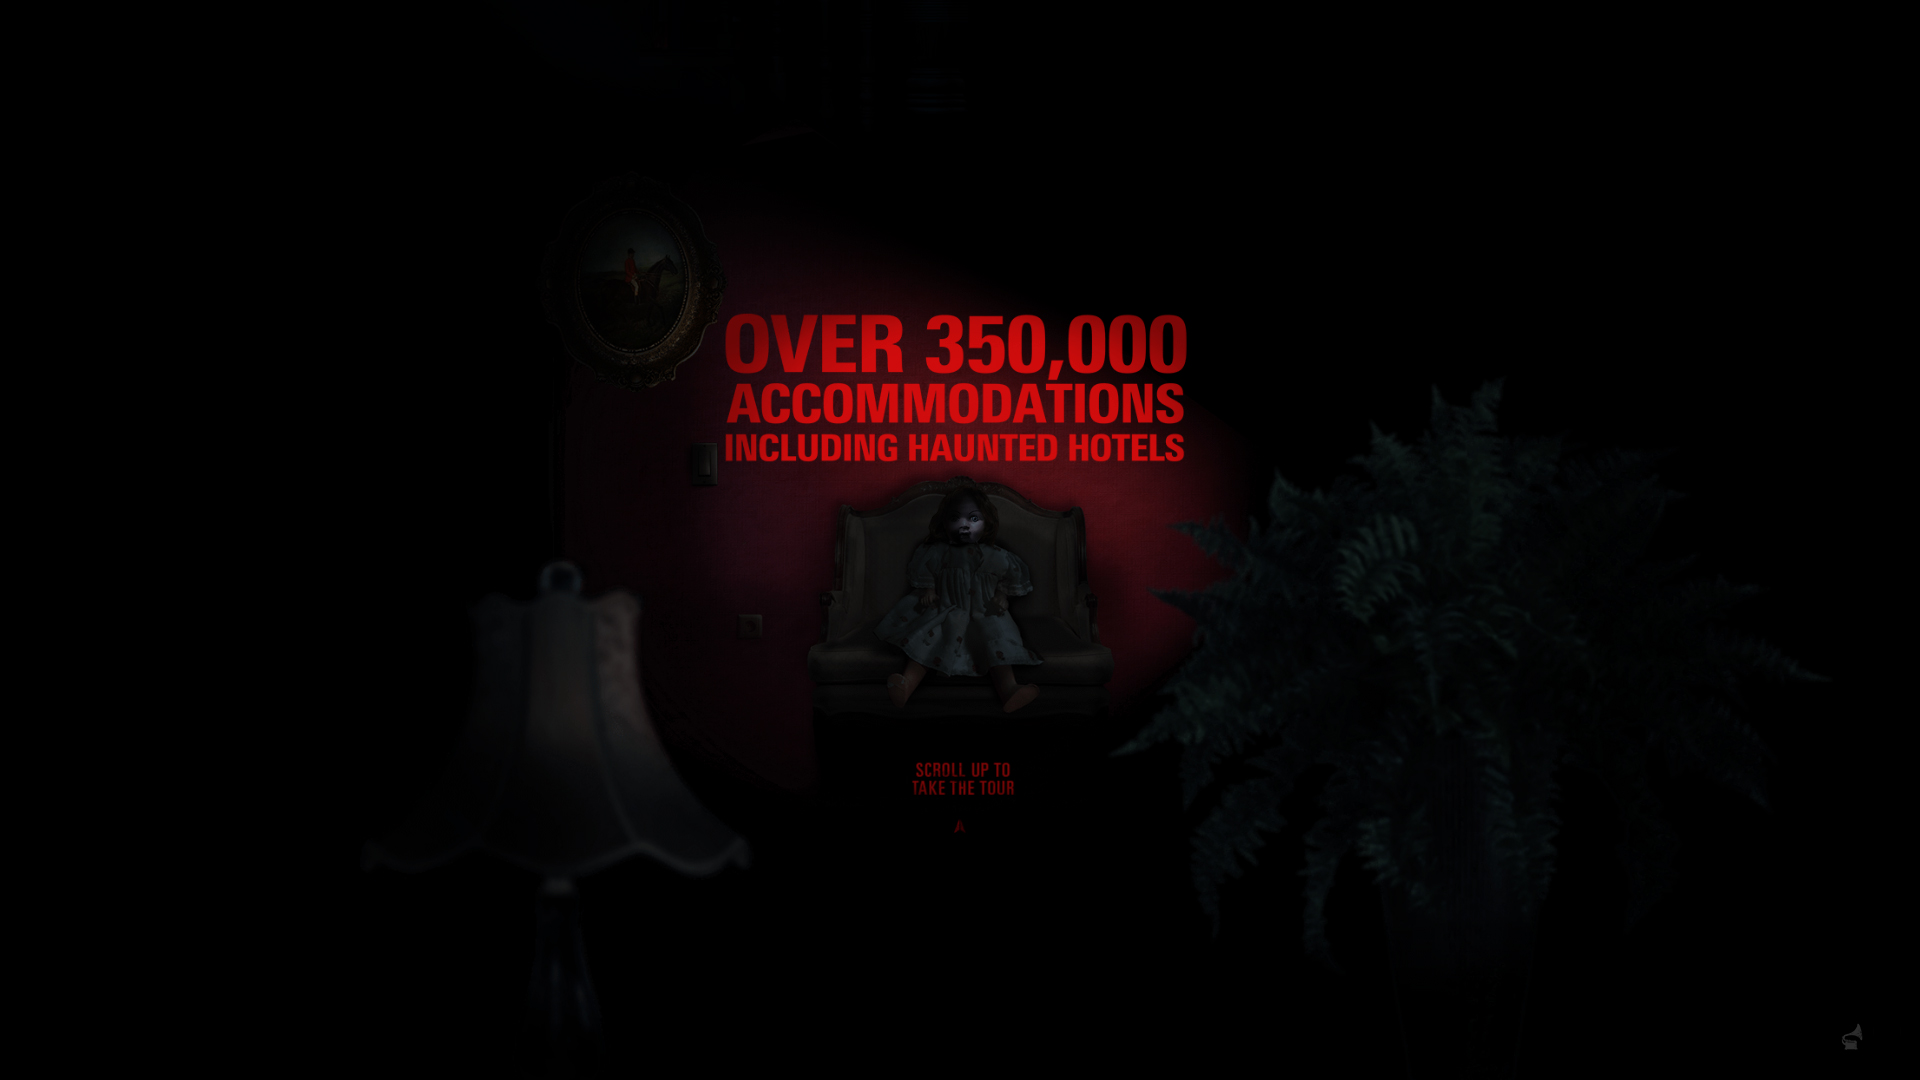 OVER 350,000
ACCOMMODATIONS
INCLUDING HAUNTED HOTELS
SCROLL UP TO
TAKE THE TOUR